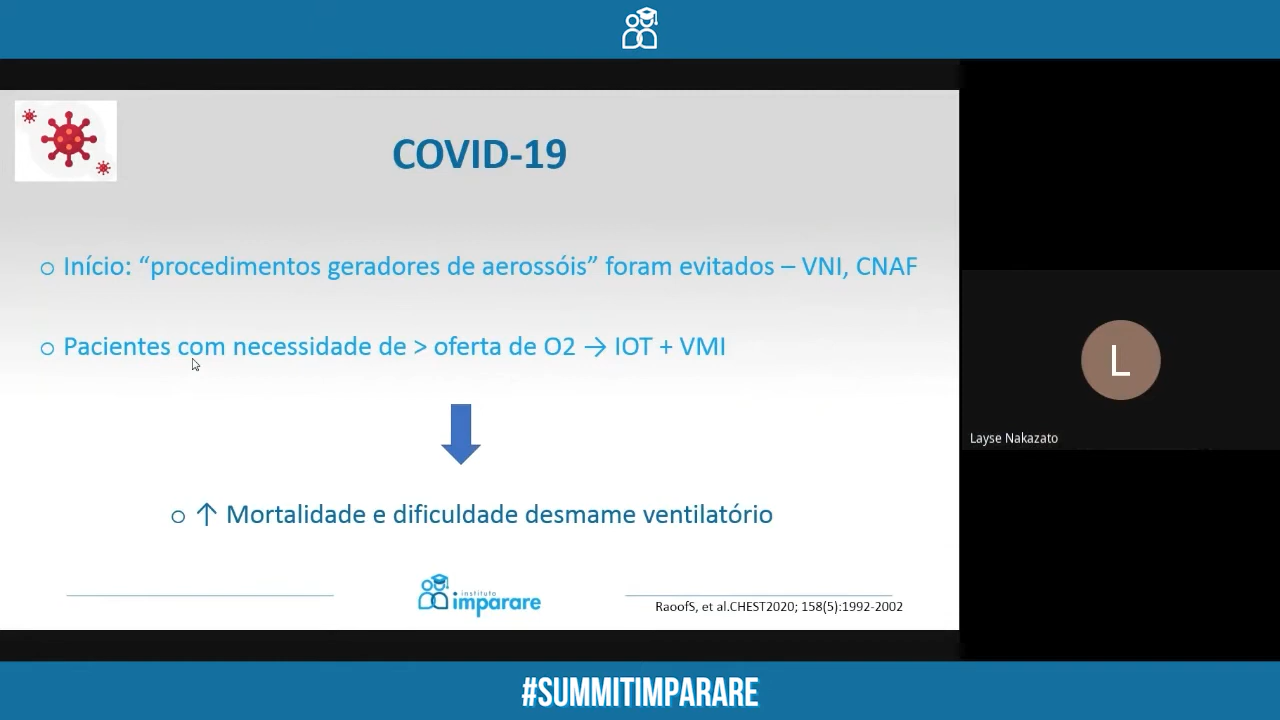 COVID-19
○ Início: “procedimentos geradores de aerossóis” foram evitados – VNI, CNAF
○ Pacientes com necessidade de > oferta de O2 → IOT + VMI
○ ↑ Mortalidade e dificuldade desmame ventilatório
instituto
imparare
RaoofS, et al.CHEST2020; 158(5):1992-2002
L
Layse Nakazato
#SUMMITIMPARARE